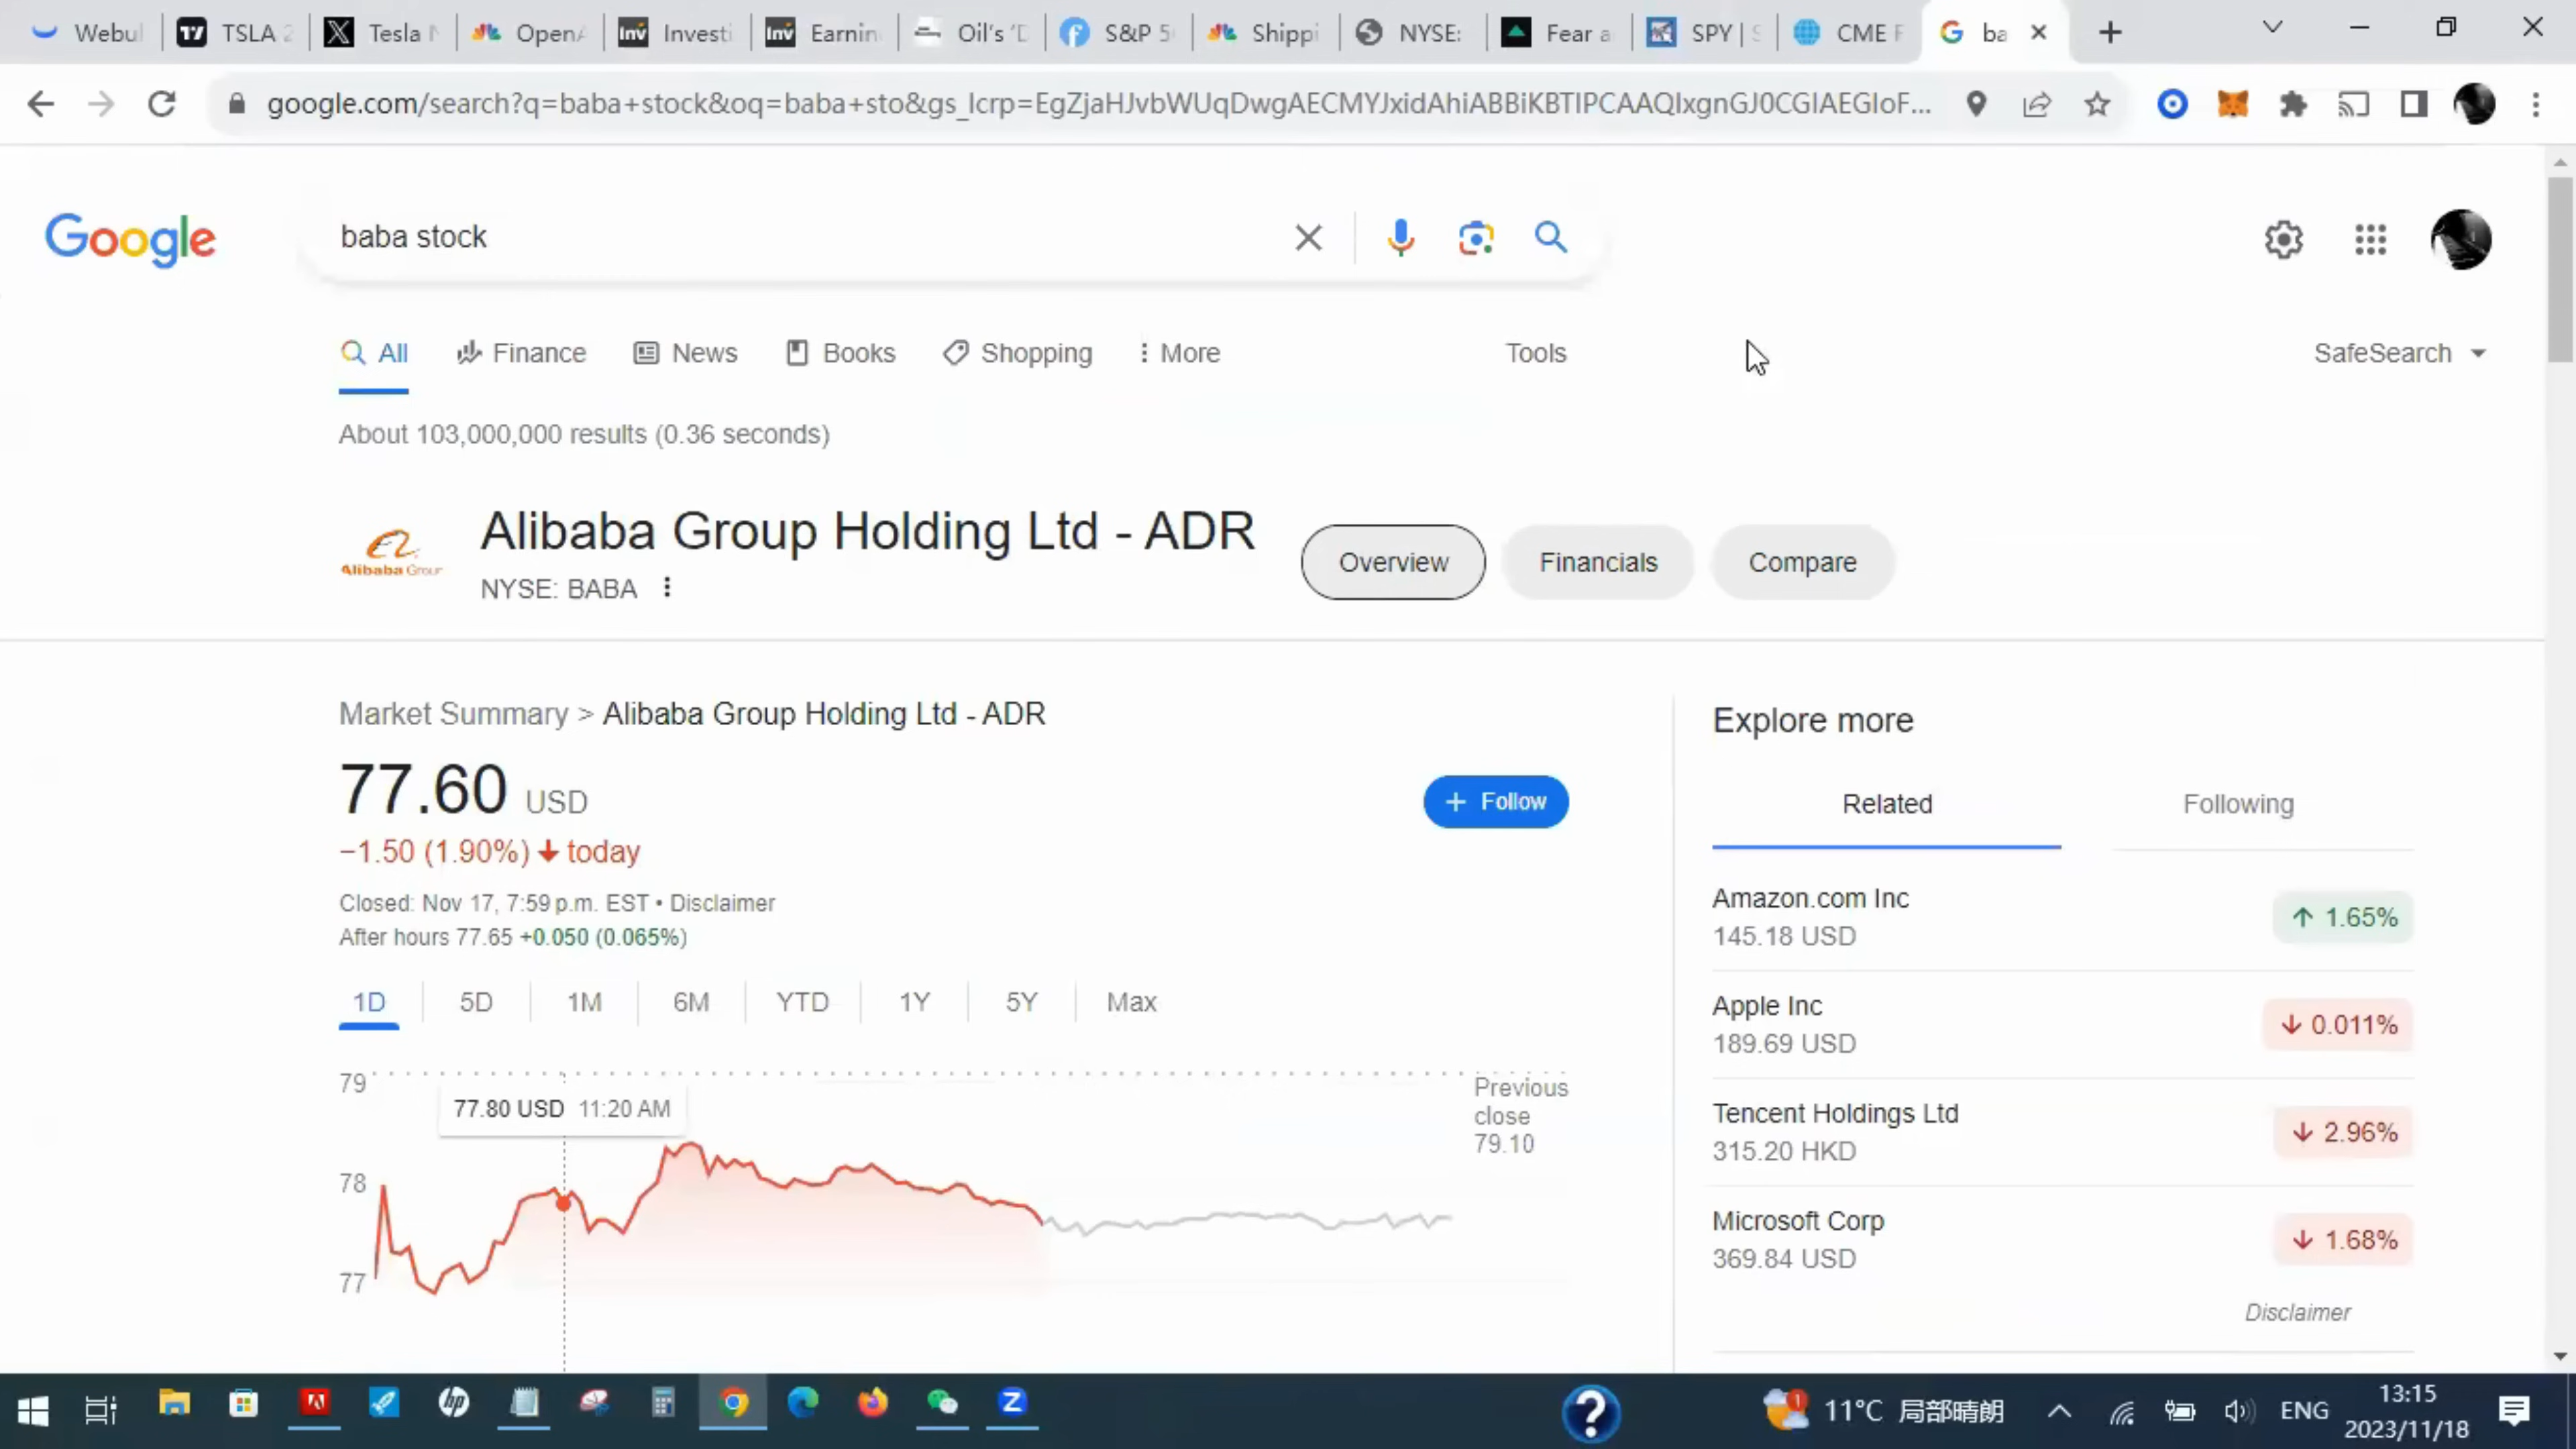 Webul
TSLA 2
Tesla N
OpenA
Investi
Earnin
Oil's 'D
S&P 5
Shippi
NYSE:
Fear a
SPY | S
CME F
ba
google.com/search?q=baba+stock&oq=baba+sto&gs_lcrp=EgZjaHJvbWUqDwgAECMYJxidAhiABBiKBTIPCAAQIxgnGJ0CGIAEGIoF...
Google
baba stock
All
Finance
News
Books
Shopping
More
Tools
SafeSearch
About 103,000,000 results (0.36 seconds)
Alibaba Group
Alibaba Group Holding Ltd - ADR
NYSE: BABA
Overview
Financials
Compare
Market Summary > Alibaba Group Holding Ltd - ADR
77.60 USD
−1.50 (1.90%) today
Closed: Nov 17, 7:59 p.m. EST • Disclaimer
After hours 77.65 +0.050 (0.065%)
+ Follow
1D
5D
1M
6M
YTD
1Y
5Y
Max
79
78
77
77.80 USD 11:20 AM
Previous
close
79.10
Explore more
Related
Following
Amazon.com Inc
145.18 USD
1.65%
Apple Inc
189.69 USD
0.011%
Tencent Holdings Ltd
315.20 HKD
2.96%
Microsoft Corp
369.84 USD
1.68%
Disclaimer
hp
Z
?
1
11°C 局部晴朗
ENG
13:15
2023/11/18